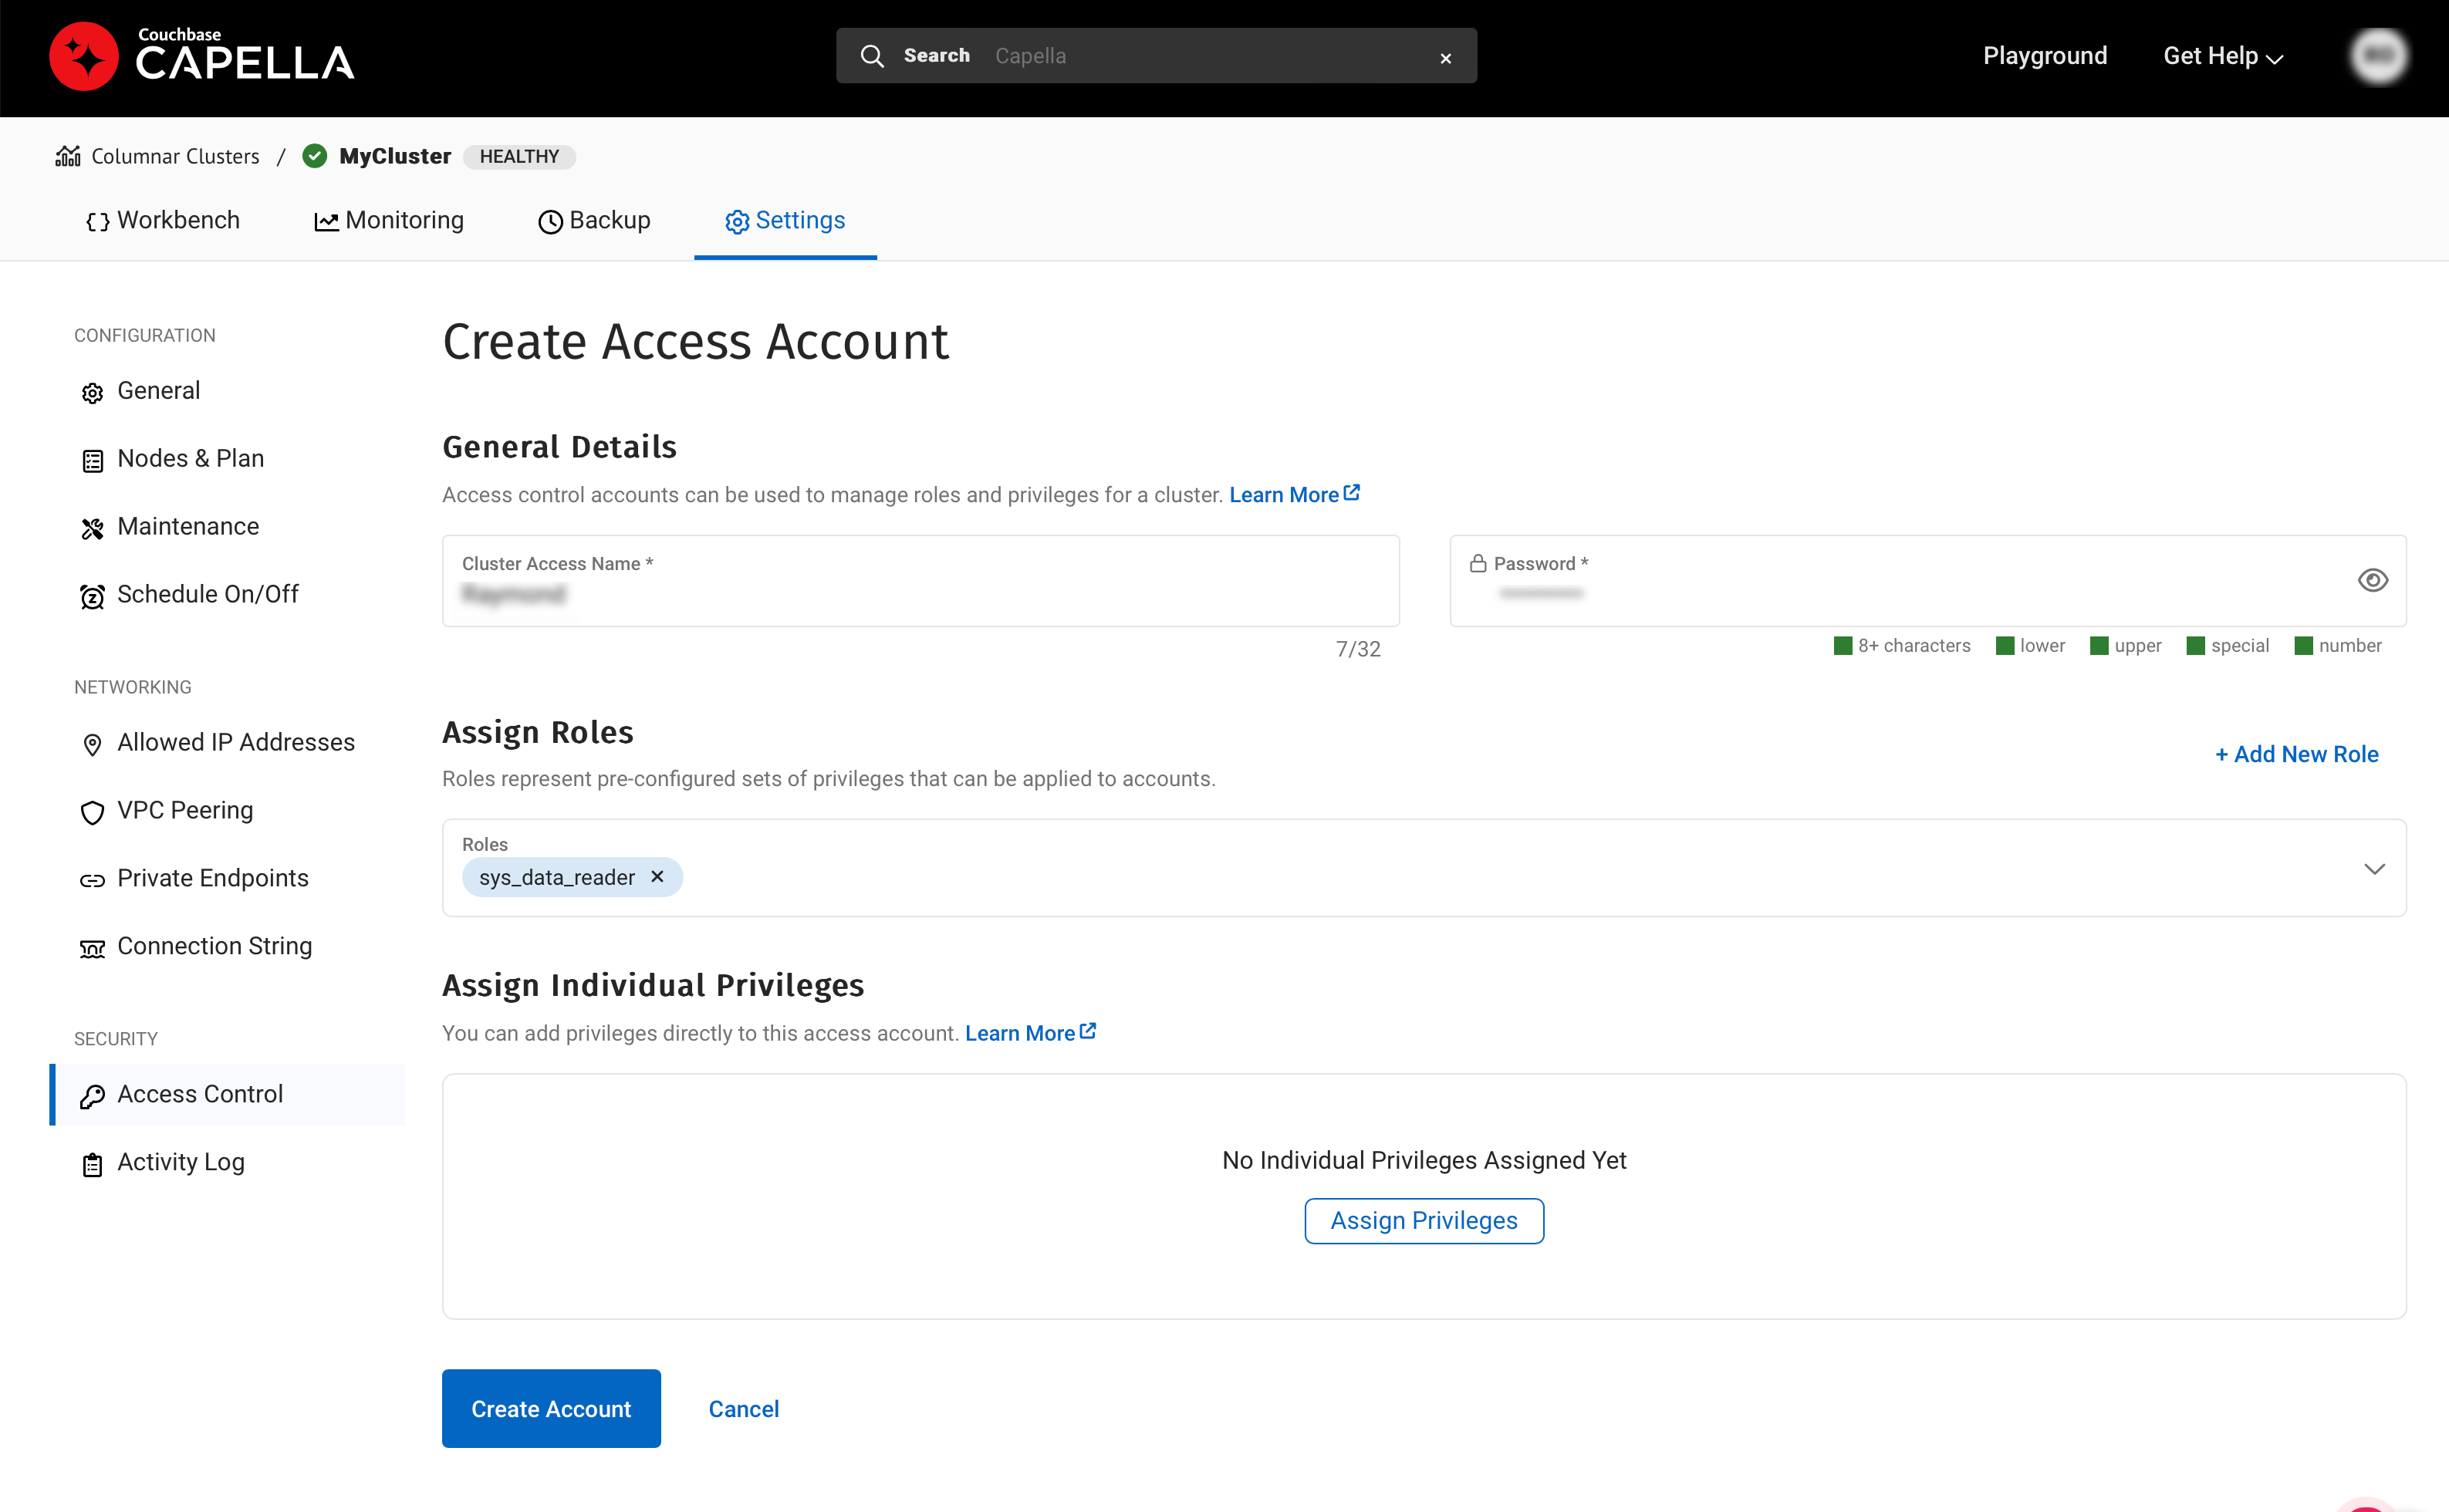 Couchbase
CAPELLA
Search Capella
Playground
Get Help
Columnar Clusters / MyCluster HEALTHY
Workbench
Monitoring
Backup
Settings
CONFIGURATION
General
Nodes & Plan
Maintenance
Schedule On/Off
NETWORKING
Allowed IP Addresses
VPC Peering
Private Endpoints
Connection String
SECURITY
Access Control
Activity Log
Create Access Account
General Details
Access control accounts can be used to manage roles and privileges for a cluster. Learn More
Cluster Access Name *
7/32
Password *
8+ characters lower upper special number
Assign Roles
+ Add New Role
Roles represent pre-configured sets of privileges that can be applied to accounts.
Roles
sys_data_reader
Assign Individual Privileges
You can add privileges directly to this access account. Learn More
No Individual Privileges Assigned Yet
Assign Privileges
Create Account
Cancel